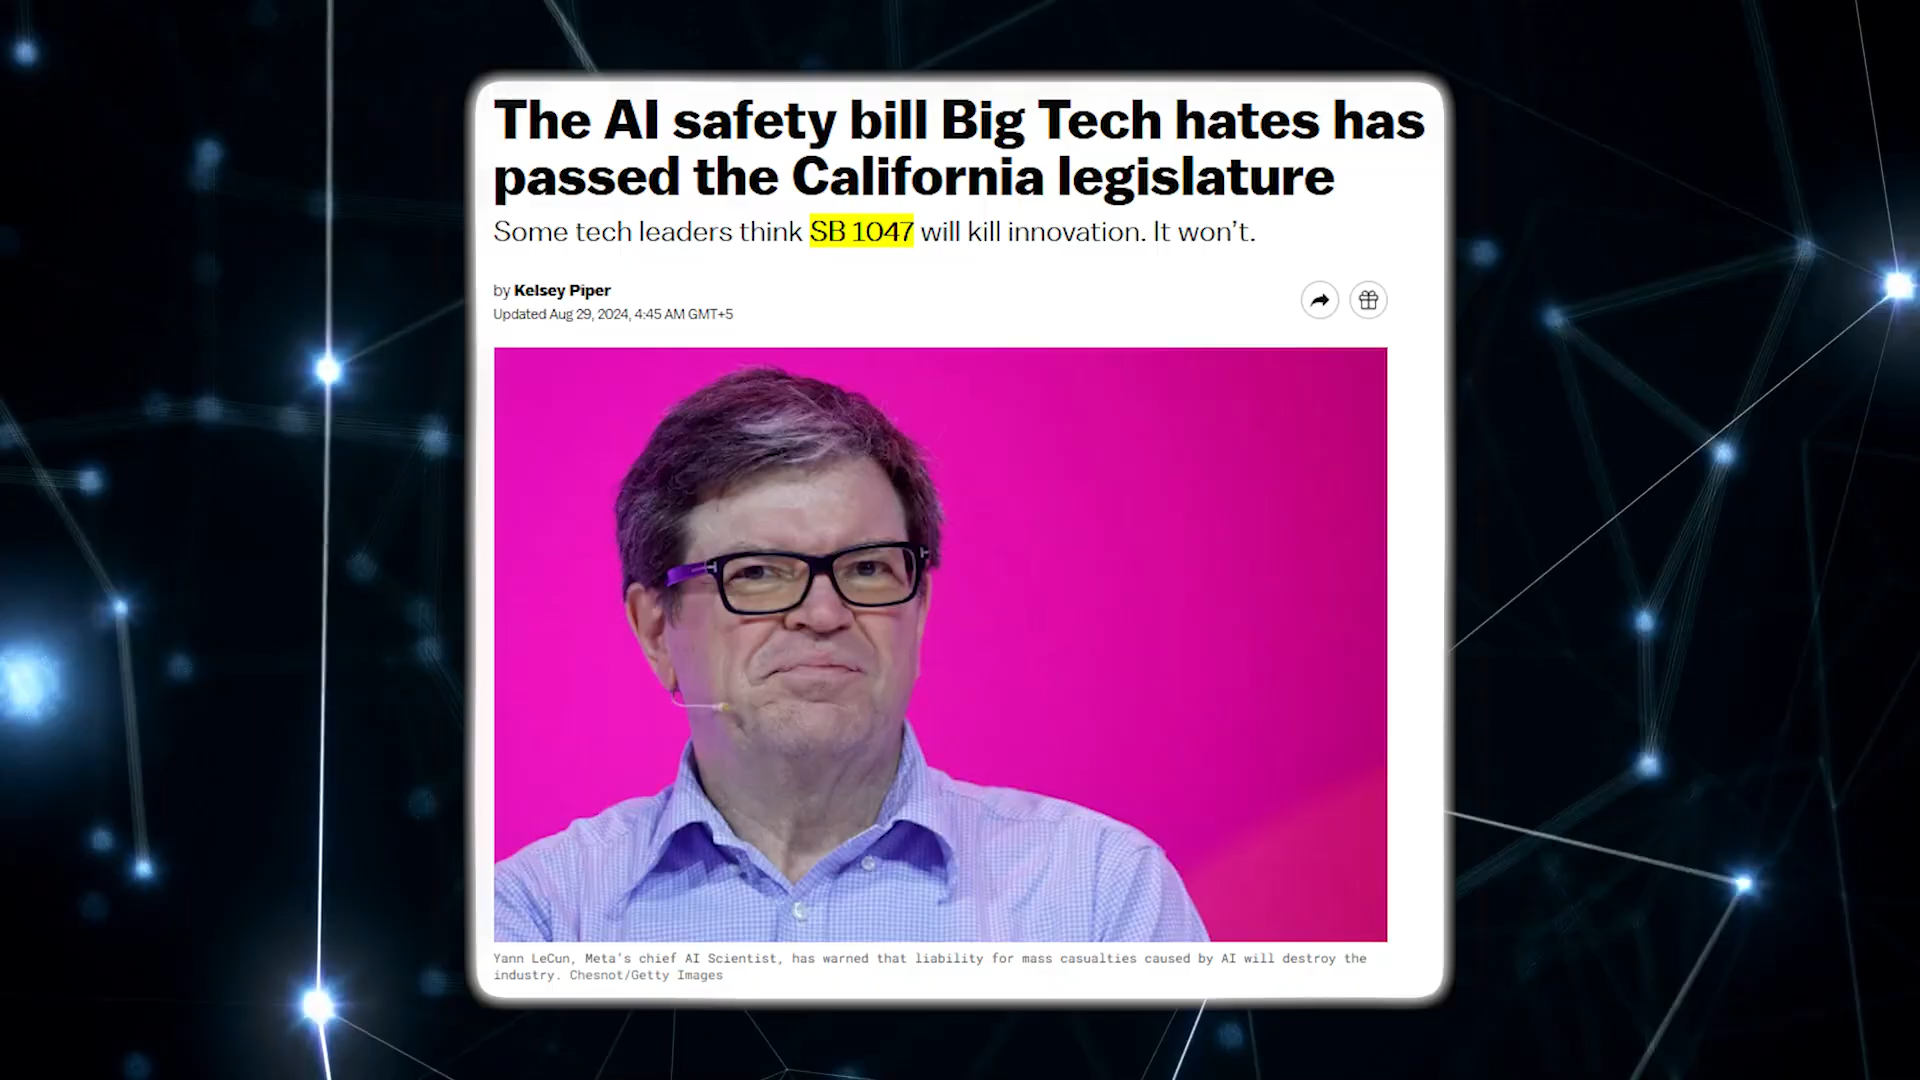 The AI safety bill Big Tech hates has
passed the California legislature
Some tech leaders think SB 1047 will kill innovation. It won’t.
by Kelsey Piper
Updated Aug 29, 2024, 4:45 AM GMT+5
Yann LeCun, Meta’s chief AI Scientist, has warned that liability for mass casualties caused by AI will destroy the
industry. Chesnot/Getty Images